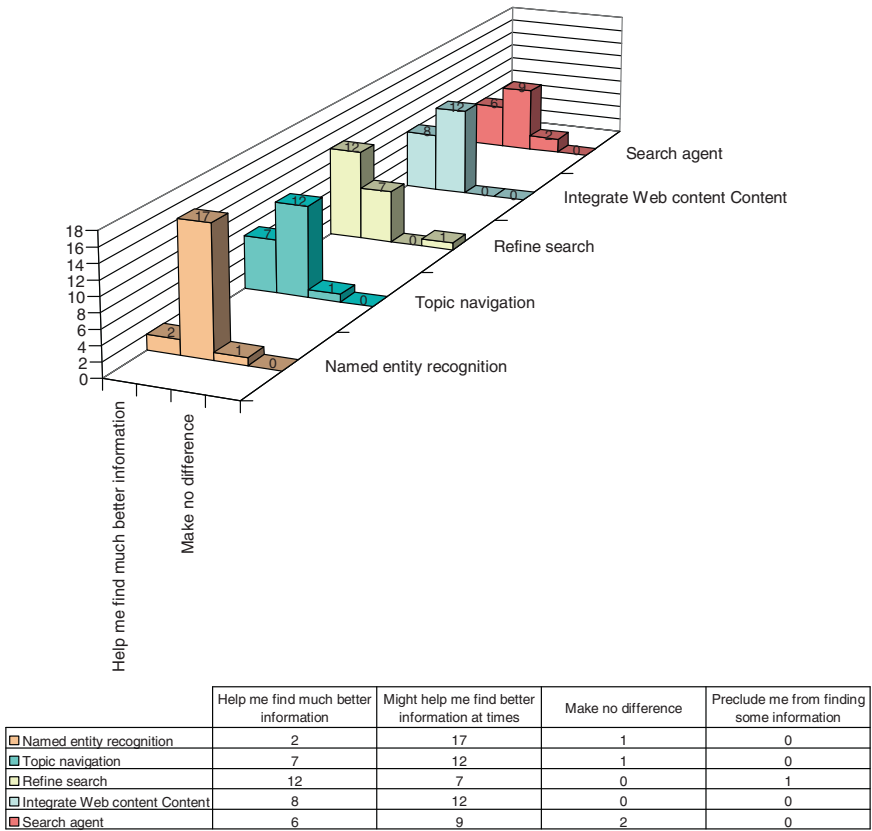 18
16
14
12
10
8
6
4
2
0
2
17
1
0
7
12
1
0
12
7
0
1
8
12
0
0
6
9
2
0
Search agent
Integrate Web content Content
Refine search
Topic navigation
Named entity recognition
Help me find much better information
Make no difference
Help me find much better information
Might help me find better information at times
Make no difference
Preclude me from finding some information
Named entity recognition 2 17 1 0
Topic navigation 7 12 1 0
Refine search 12 7 0 1
Integrate Web content Content 8 12 0 0
Search agent 6 9 2 0